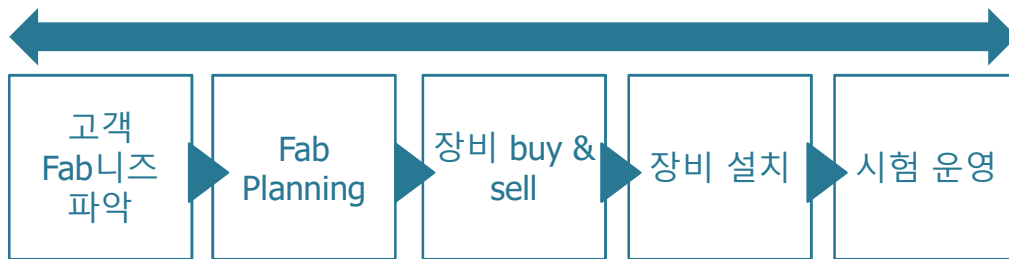 고객
Fab니즈
파악
Fab
Planning
장비 buy &
sell
장비 설치
시험 운영